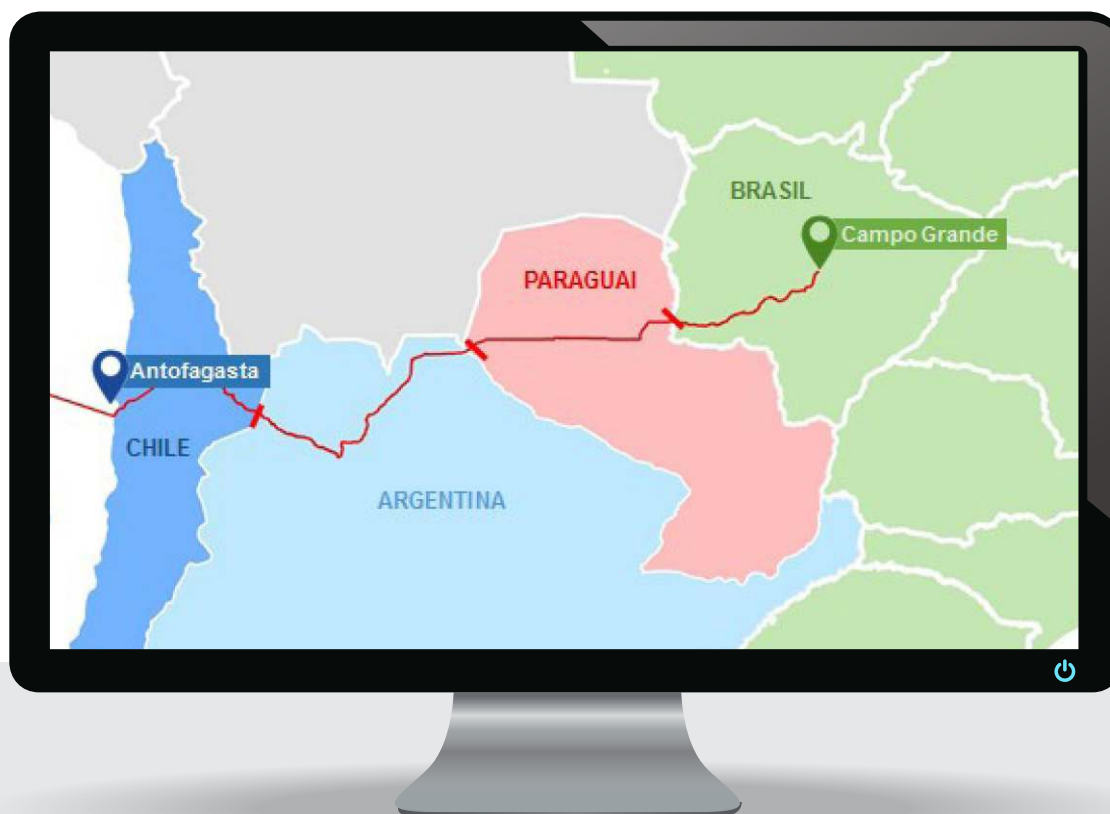 BRASIL
Campo Grande
PARAGUAI
Antofagasta
CHILE
ARGENTINA